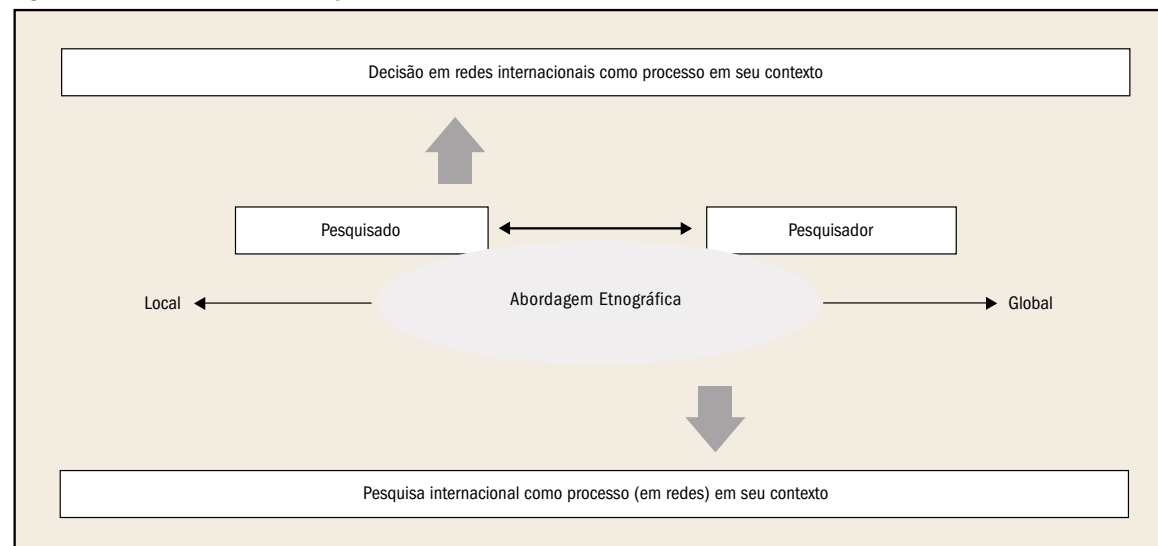 Decisão em redes internacionais como processo em seu contexto
Pesquisado
Pesquisador
Local
Abordagem Etnográfica
Global
Pesquisa internacional como processo (em redes) em seu contexto